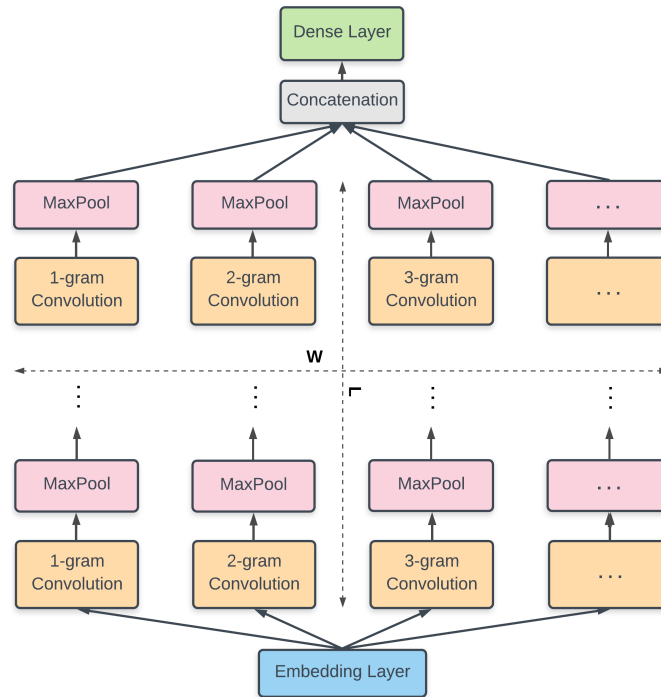 Dense Layer
Concatenation
MaxPool
MaxPool
MaxPool
...
1-gram
Convolution
2-gram
Convolution
3-gram
Convolution
...
W
L
...
...
...
...
MaxPool
MaxPool
MaxPool
...
1-gram
Convolution
2-gram
Convolution
3-gram
Convolution
...
Embedding Layer